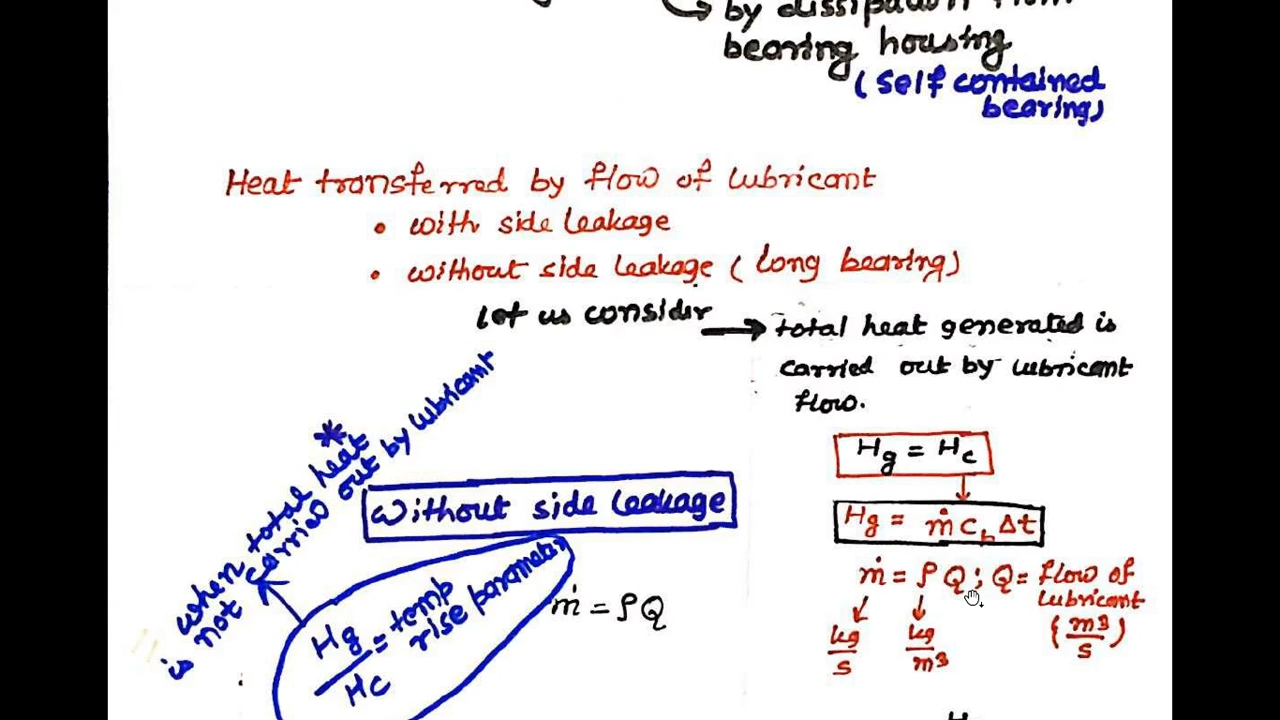 by dissipation from
bearing housing
(self contained
bearing)
Heat transferred by flow of lubricant
• with side leakage
• without side leakage (long bearing)
Let us consider → total heat generated is
carried out by lubricant
flow.
Hg = Hc
Hg = ṁ Cp Δt
ṁ = ρ Q ; Q = flow of
lubricant
kg/s kg/m³ (m³/s)
* when total heat
is not carried out by lubricant
without side leakage
Hg/Hc = temp
rise parameter
ṁ = ρ Q